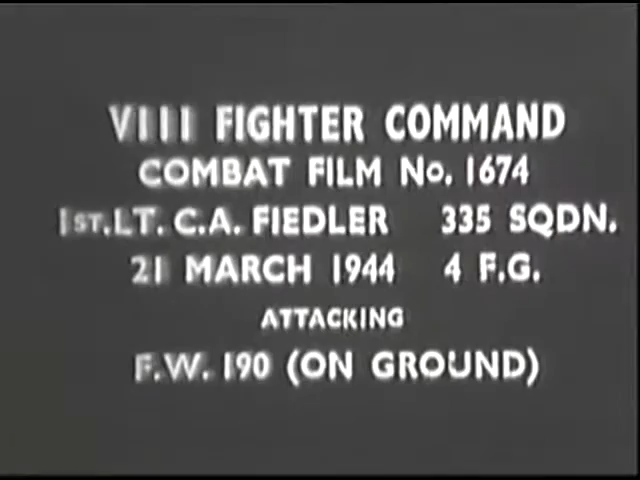 VIII FIGHTER COMMAND
COMBAT FILM No. 1674
1ST. LT. C.A. FIEDLER 335 SQDN.
21 MARCH 1944 4 F.G.
ATTACKING
F.W. 190 (ON GROUND)